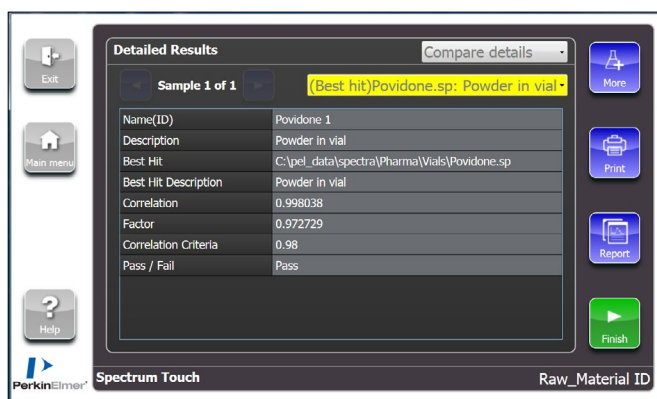 Detailed Results
Compare details
Exit
Sample 1 of 1
(Best hit)Povidone.sp: Powder in vial
More
Name(ID) Povidone 1
Description Powder in vial
Best Hit C:\pel_data\spectra\Pharma\Vials\Povidone.sp
Best Hit Description Powder in vial
Correlation 0.998038
Factor 0.972729
Correlation Criteria 0.98
Pass / Fail Pass
Main menu
Print
Report
Help
Finish
PerkinElmer
Spectrum Touch
Raw_Material ID